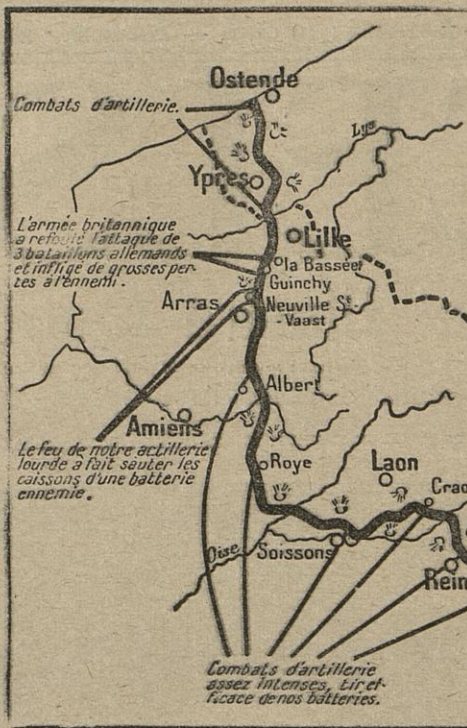 Ostende
Combats d'artillerie.
Lys
Ypres
L'armée britannique
a refoulé l'attaque de
3 bataillons allemands
et infligé de grosses per-
tes à l'ennemi.
Lille
la Bassée
Guinchy
Arras
Neuville St
-Vaast
Albert
Amiens
Le feu de notre actillerie
lourde a fait sauter les
caissons d'une batterie
ennemie.
Roye
Laon
Crao
Oise
Soissons
Reim
Combats d'artillerie
assez intenses, tir ef-
ficace de nos batteries.